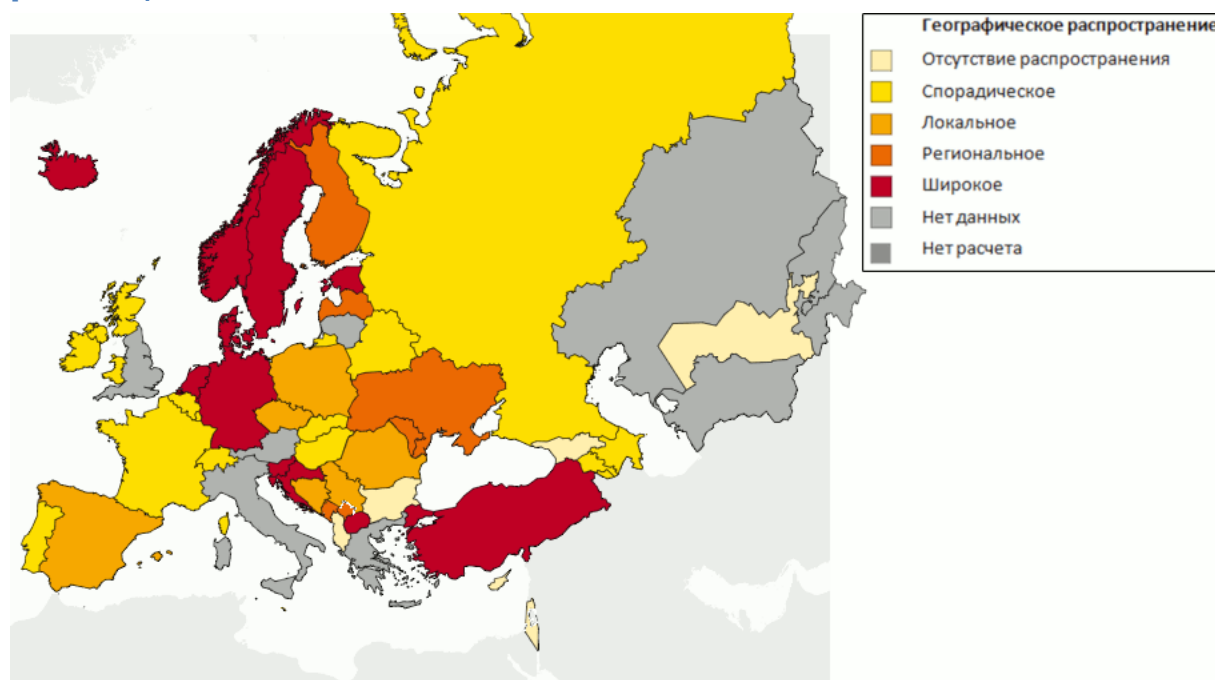 Географическое распространение
Отсутствие распространения
Спорадическое
Локальное
Региональное
Широкое
Нет данных
Нет расчета